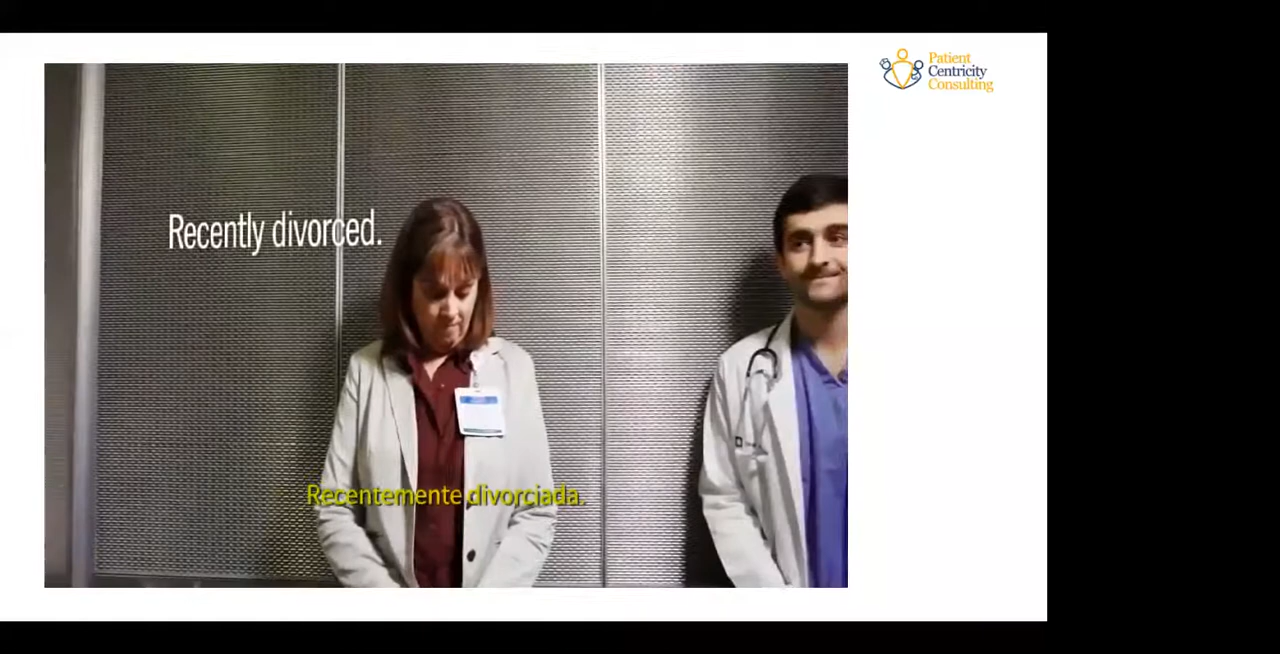 Patient
Centricity
Consulting
Recently divorced.
Recentemente divorciada.